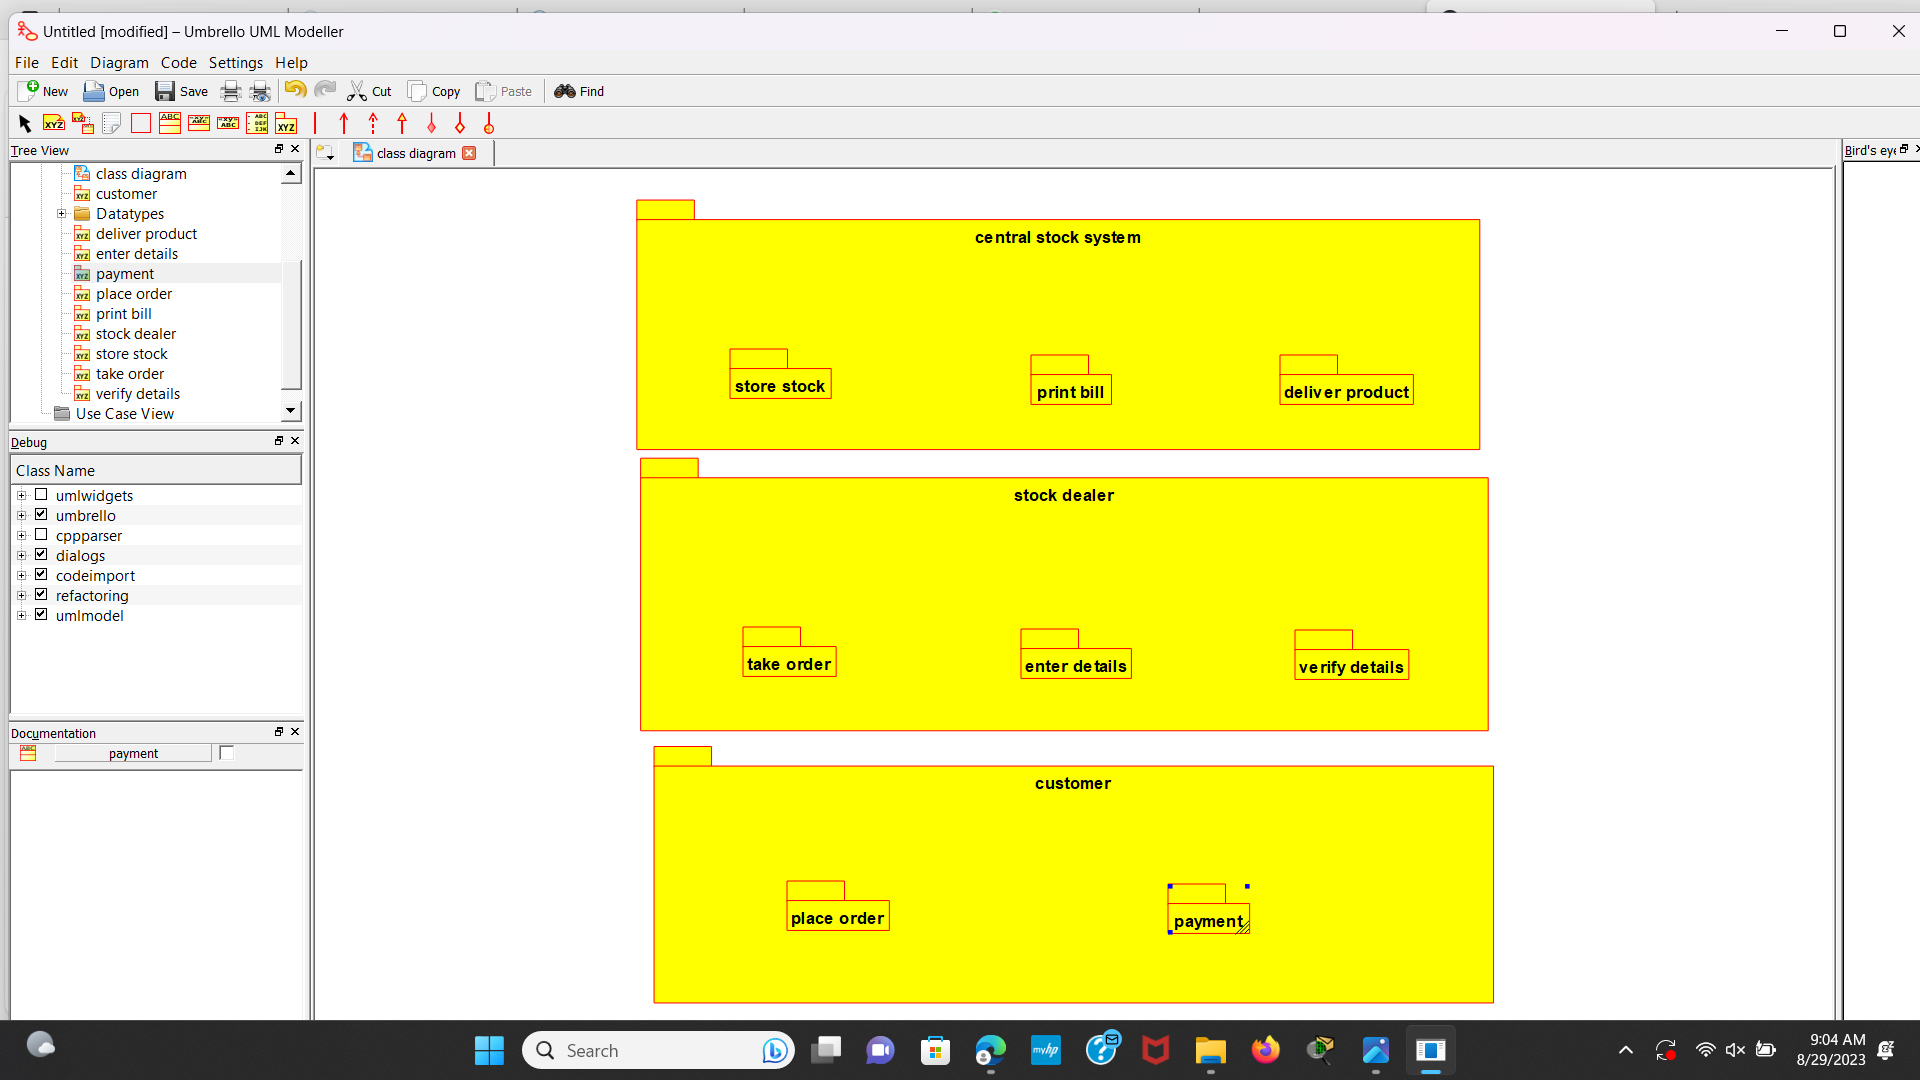 Untitled [modified] – Umbrello UML Modeller
File Edit Diagram Code Settings Help
New Open Save Cut Copy Paste Find
Tree View
class diagram
Bird's eye
class diagram
customer
Datatypes
deliver product
enter details
payment
place order
print bill
stock dealer
store stock
take order
verify details
Use Case View
Debug
Class Name
umlwidgets
umbrello
cppparser
dialogs
codeimport
refactoring
umlmodel
Documentation
payment
central stock system
store stock
print bill
deliver product
stock dealer
take order
enter details
verify details
customer
place order
payment
Search
myhp
9:04 AM
8/29/2023